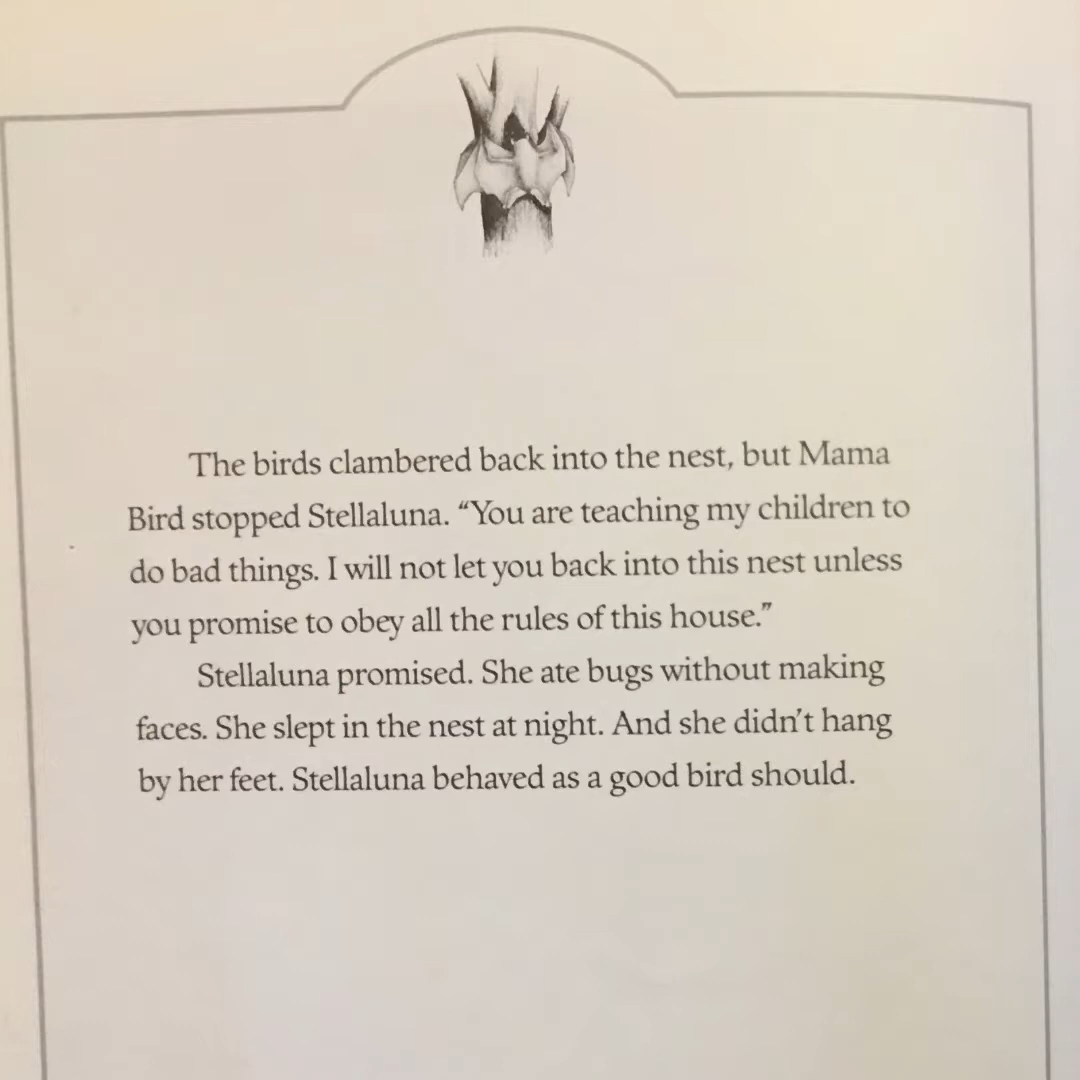 The birds clambered back into the nest, but Mama
Bird stopped Stellaluna. “You are teaching my children to
do bad things. I will not let you back into this nest unless
you promise to obey all the rules of this house.”
Stellaluna promised. She ate bugs without making
faces. She slept in the nest at night. And she didn’t hang
by her feet. Stellaluna behaved as a good bird should.